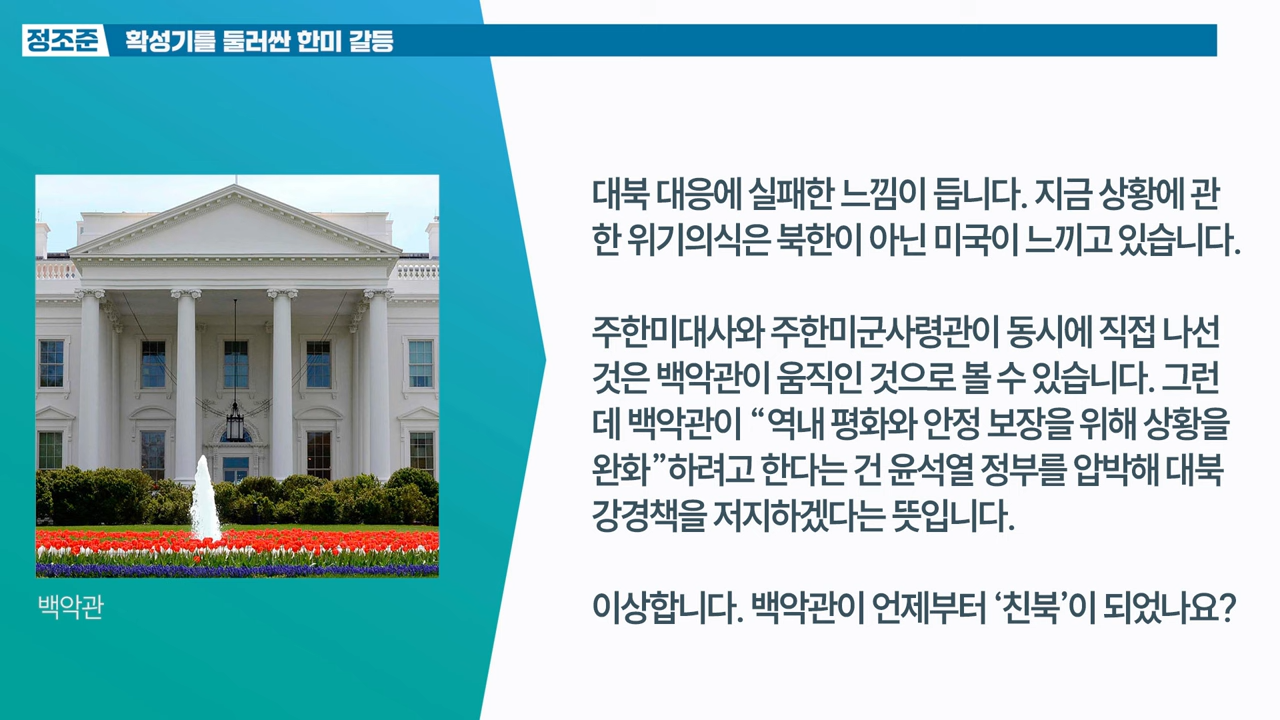 정조준 확성기를 둘러싼 한미 갈등
대북 대응에 실패한 느낌이 듭니다. 지금 상황에 관
한 위기의식은 북한이 아닌 미국이 느끼고 있습니다.
주한미대사와 주한미군사령관이 동시에 직접 나선
것은 백악관이 움직인 것으로 볼 수 있습니다. 그런
데 백악관이 “역내 평화와 안정 보장을 위해 상황을
완화”하려고 한다는 건 윤석열 정부를 압박해 대북
강경책을 저지하겠다는 뜻입니다.
이상합니다. 백악관이 언제부터 ‘친북’이 되었나요?
백악관